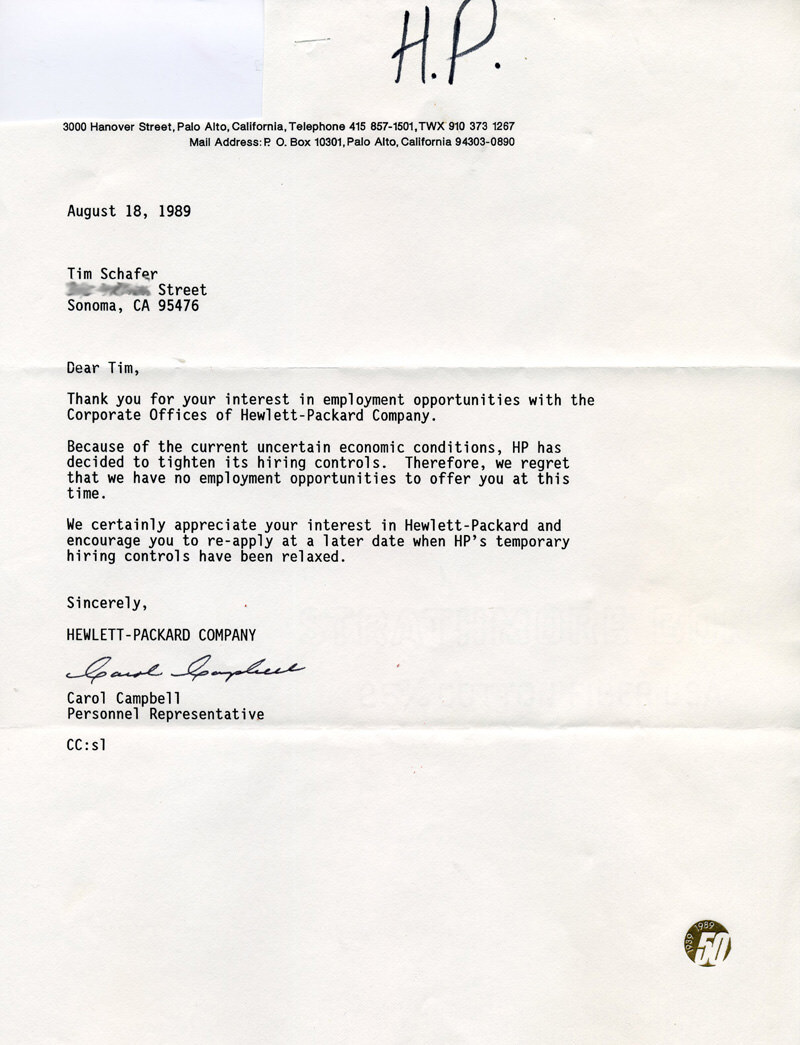 H.P.
3000 Hanover Street, Palo Alto, California, Telephone 415 857-1501, TWX 910 373 1267
Mail Address: P. O. Box 10301, Palo Alto, California 94303-0890
August 18, 1989
Tim Schafer
Street
Sonoma, CA 95476
Dear Tim,
Thank you for your interest in employment opportunities with the
Corporate Offices of Hewlett-Packard Company.
Because of the current uncertain economic conditions, HP has
decided to tighten its hiring controls.  Therefore, we regret
that we have no employment opportunities to offer you at this
time.
We certainly appreciate your interest in Hewlett-Packard and
encourage you to re-apply at a later date when HP's temporary
hiring controls have been relaxed.
Sincerely,
HEWLETT-PACKARD COMPANY
Carol Campbell
Carol Campbell
Personnel Representative
CC:sl
1939 1989
50